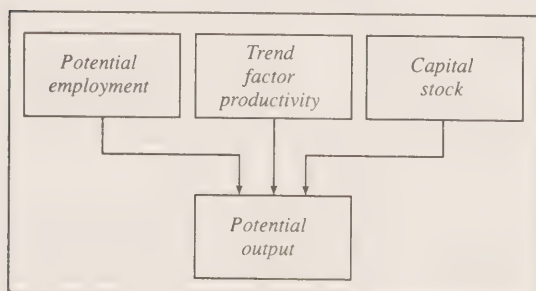 Potential
employment
Trend
factor
productivity
Capital
stock
Potential
output